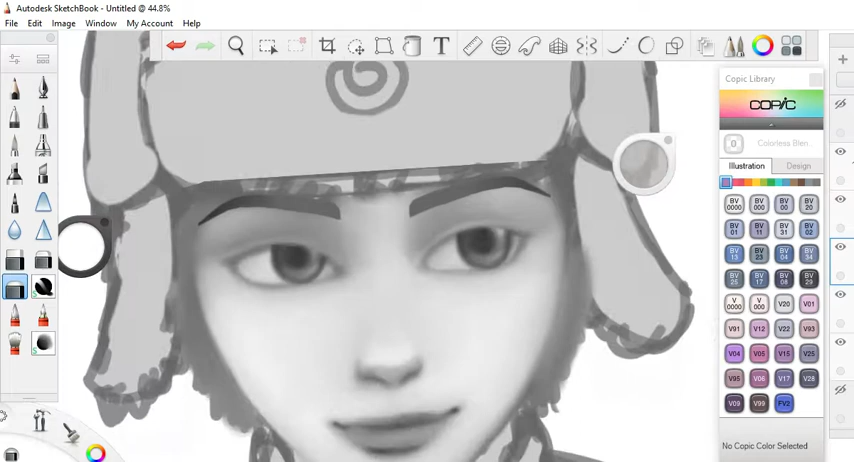 Autodesk SketchBook - Untitled @ 44.8%
File Edit Image Window My Account Help
T
Copic Library
COPIC
0 Colorless Blen...
Illustration Design
BV 0000 BV 000 BV 00 BV 20
BV 01 BV 11 BV 31 BV 02
BV 13 BV 23 BV 04 BV 34
BV 25 BV 17 BV 08 BV 29
V 0000 V 000 V20 V01
V91 V12 V22 V93
V04 V05 V15 V25
V95 V06 V17 V28
V09 V99 FV2
No Copic Color Selected